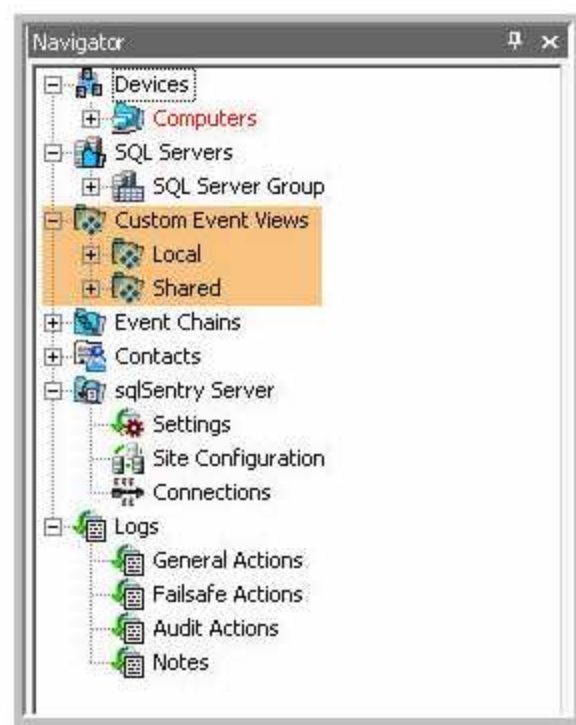 Navigator
Devices
Computers
SQL Servers
SQL Server Group
Custom Event Views
Local
Shared
Event Chains
Contacts
sqlSentry Server
Settings
Site Configuration
Connections
Logs
General Actions
Failsafe Actions
Audit Actions
Notes